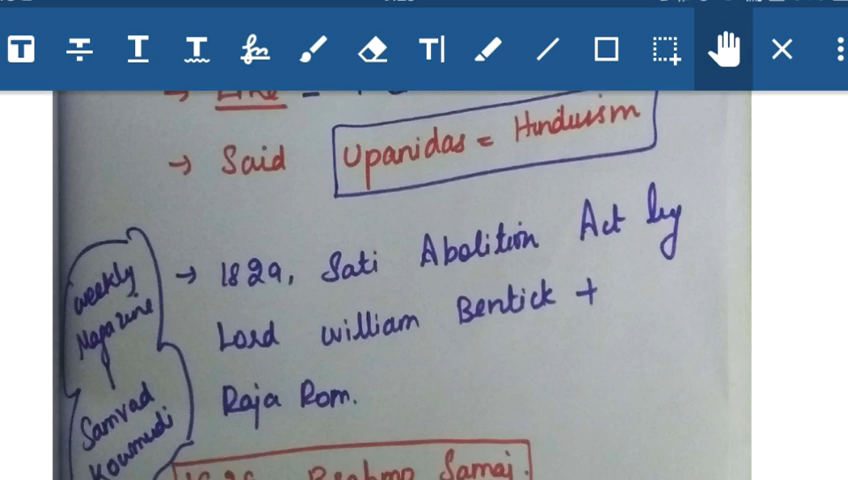 → Said Upanidas = Hinduism
→ 1829, Sati Abolition Act by
Lord William Bentick +
Raja Rom.
Weekly
Magazine
Samvad
Kowmudi
Brahmo Samaj.